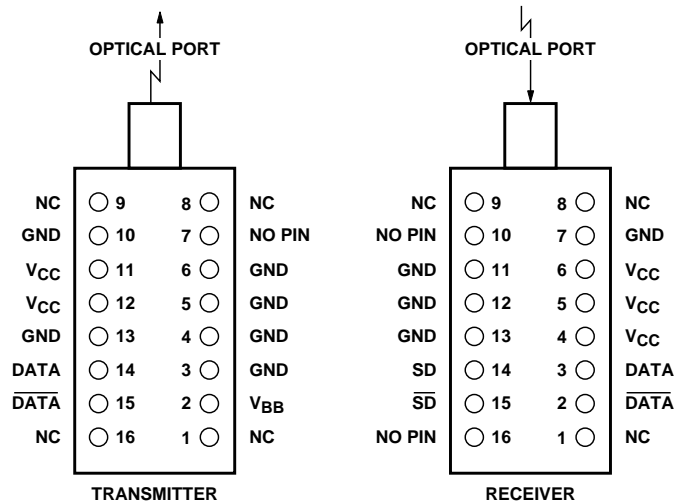 OPTICAL PORT OPTICAL PORT
NC 9 8 NC NC 9 8 NC
GND 10 7 NO PIN NO PIN 10 7 GND
VCC 11 6 GND GND 11 6 VCC
VCC 12 5 GND GND 12 5 VCC
GND 13 4 GND GND 13 4 VCC
DATA 14 3 GND SD 14 3 DATA
D̅A̅T̅A̅ 15 2 VBB S̅D̅ 15 2 D̅A̅T̅A̅
NC 16 1 NC NO PIN 16 1 NC
TRANSMITTER RECEIVER